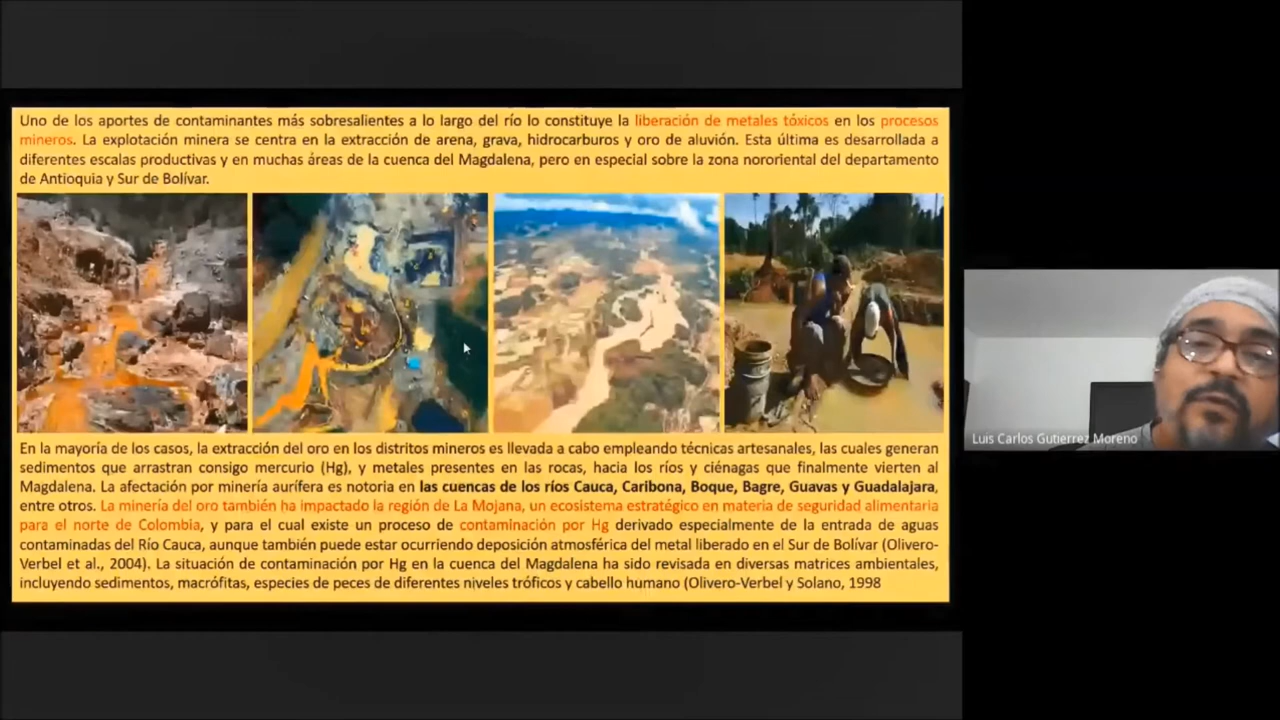 Uno de los aportes de contaminantes más sobresalientes a lo largo del río lo constituye la liberación de metales tóxicos en los procesos
mineros. La explotación minera se centra en la extracción de arena, grava, hidrocarburos y oro de aluvión. Esta última es desarrollada a
diferentes escalas productivas y en muchas áreas de la cuenca del Magdalena, pero en especial sobre la zona nororiental del departamento
de Antioquia y Sur de Bolívar.
En la mayoría de los casos, la extracción del oro en los distritos mineros es llevada a cabo empleando técnicas artesanales, las cuales generan
sedimentos que arrastran consigo mercurio (Hg), y metales presentes en las rocas, hacia los ríos y ciénagas que finalmente vierten al
Magdalena. La afectación por minería aurífera es notoria en las cuencas de los ríos Cauca, Caribona, Boque, Bagre, Guavas y Guadalajara,
entre otros. La minería del oro también ha impactado la región de La Mojana, un ecosistema estratégico en materia de seguridad alimentaria
para el norte de Colombia, y para el cual existe un proceso de contaminación por Hg derivado especialmente de la entrada de aguas
contaminadas del Río Cauca, aunque también puede estar ocurriendo deposición atmosférica del metal liberado en el Sur de Bolívar (Olivero-
Verbel et al., 2004). La situación de contaminación por Hg en la cuenca del Magdalena ha sido revisada en diversas matrices ambientales,
incluyendo sedimentos, macrófitas, especies de peces de diferentes niveles tróficos y cabello humano (Olivero-Verbel y Solano, 1998
Luis Carlos Gutierrez Moreno